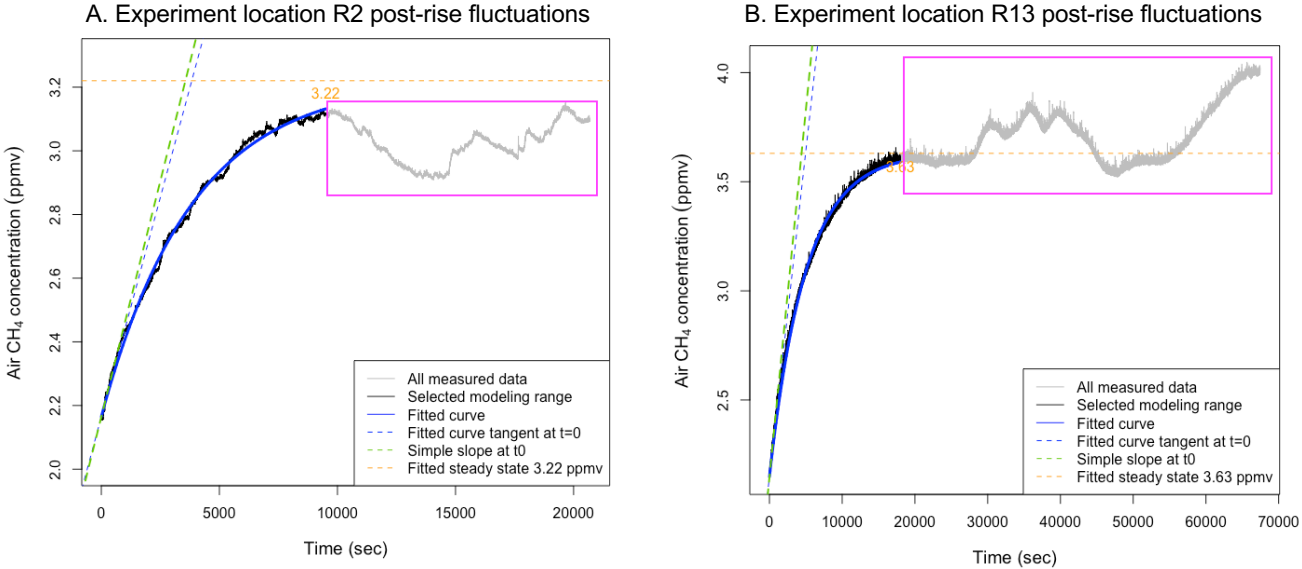 A. Experiment location R2 post-rise fluctuations
Air CH₄ concentration (ppmv)
3.2
3.0
2.8
2.6
2.4
2.2
2.0
3.22
All measured data
Selected modeling range
Fitted curve
Fitted curve tangent at t=0
Simple slope at t0
Fitted steady state 3.22 ppmv
0 5000 10000 15000 20000
Time (sec)
B. Experiment location R13 post-rise fluctuations
Air CH₄ concentration (ppmv)
4.0
3.5
3.0
2.5
3.63
All measured data
Selected modeling range
Fitted curve
Fitted curve tangent at t=0
Simple slope at t0
Fitted steady state 3.63 ppmv
0 10000 20000 30000 40000 50000 60000 70000
Time (sec)